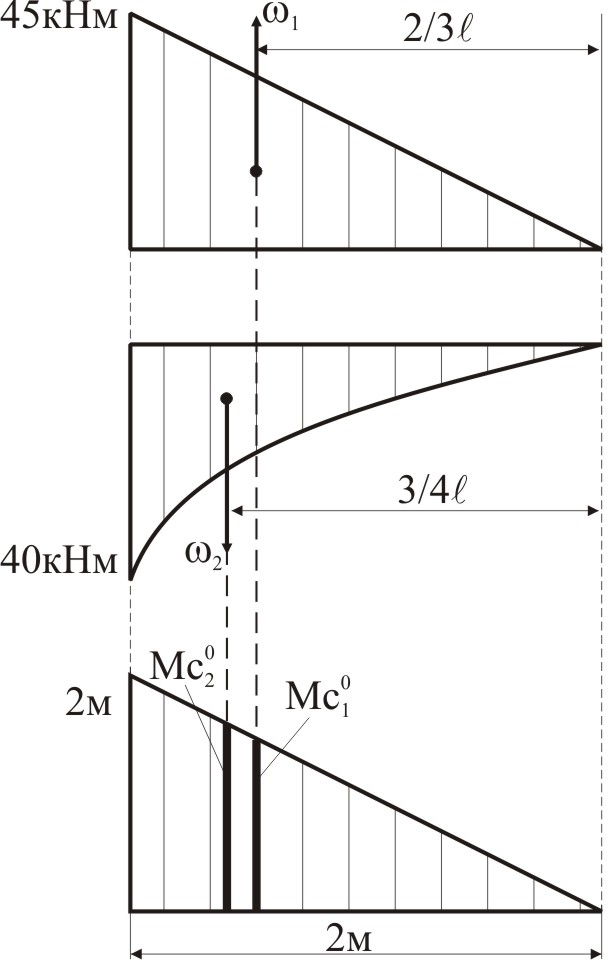 45кНм
ω₁
2/3ℓ
3/4ℓ
40кНм
ω₂
Mc₂⁰
Mc₁⁰
2м
2м